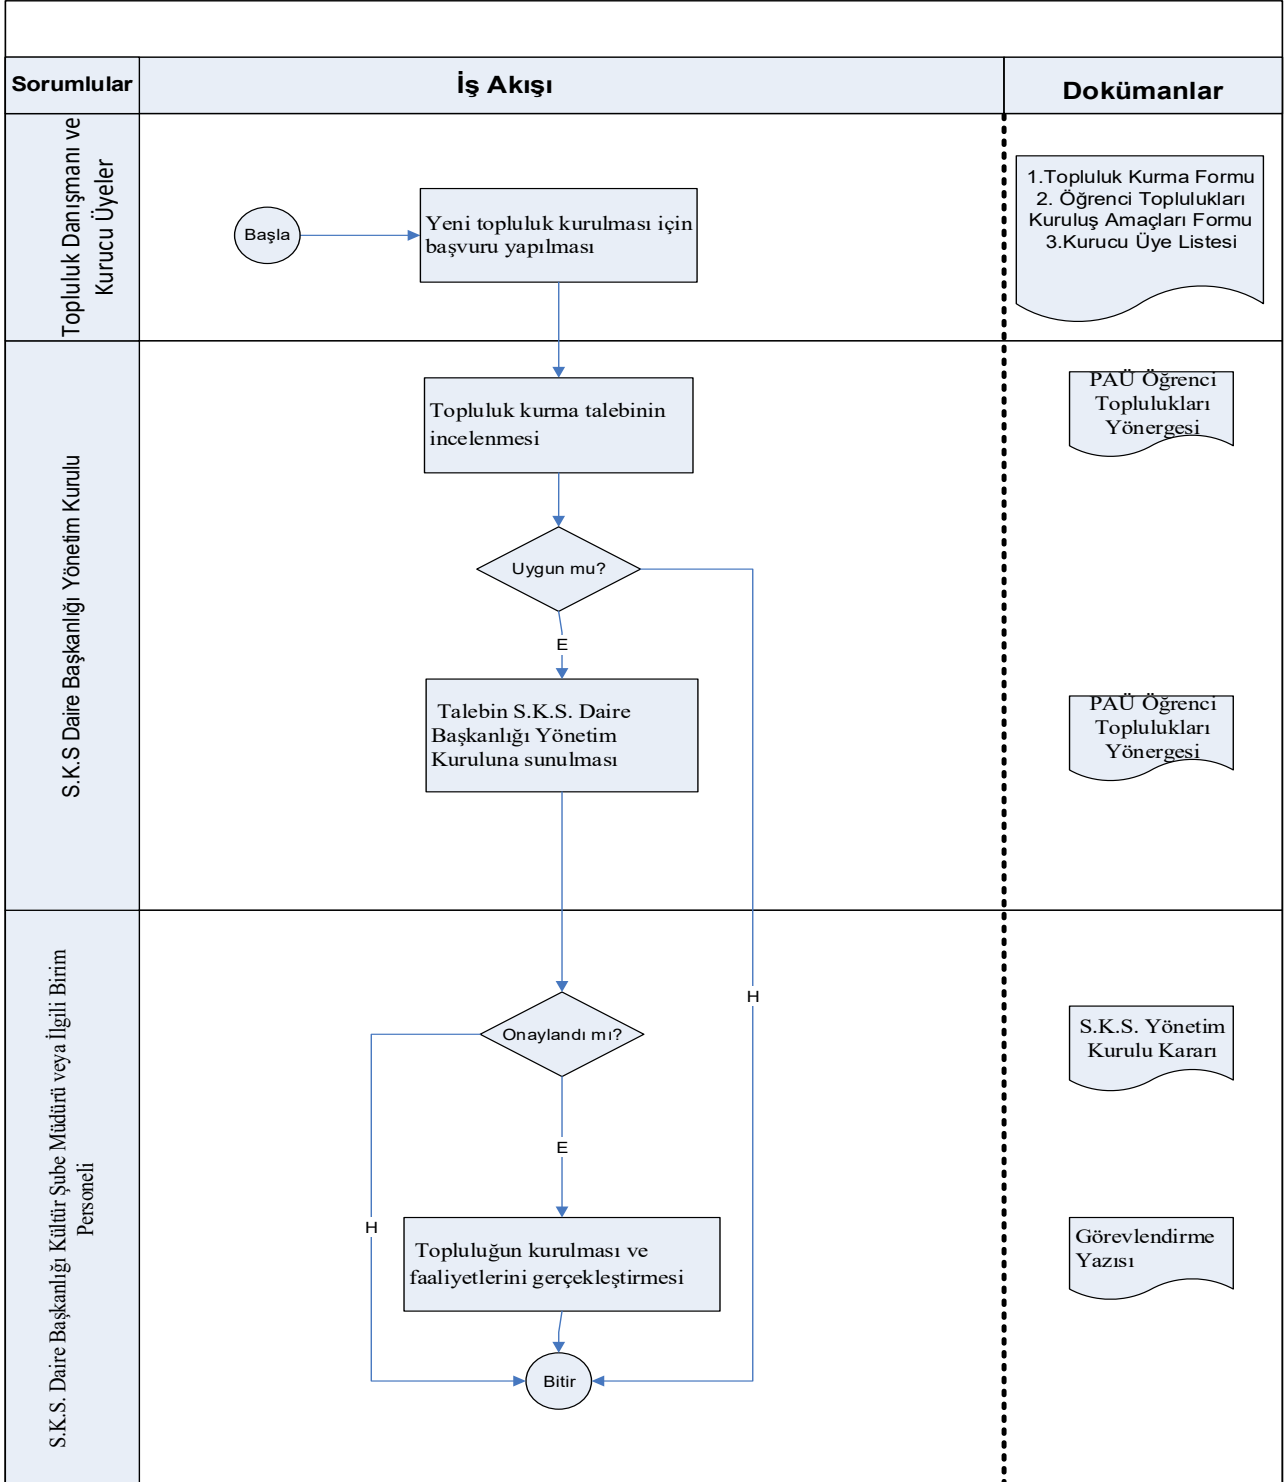 Sorumlular
İş Akışı
Dokümanlar
Topluluk Danışmanı ve
Kurucu Üyeler
Başla
Yeni topluluk kurulması için
başvuru yapılması
1.Topluluk Kurma Formu
2. Öğrenci Toplulukları
Kuruluş Amaçları Formu
3.Kurucu Üye Listesi
S.K.S Daire Başkanlığı Yönetim Kurulu
Topluluk kurma talebinin
incelenmesi
PAÜ Öğrenci
Toplulukları
Yönergesi
Uygun mu?
E
H
Talebin S.K.S. Daire
Başkanlığı Yönetim
Kuruluna sunulması
PAÜ Öğrenci
Toplulukları
Yönergesi
S.K.S. Daire Başkanlığı Kültür Şube Müdürü veya İlgili Birim
Personeli
Onaylandı mı?
S.K.S. Yönetim
Kurulu Kararı
E
H
Topluluğun kurulması ve
faaliyetlerini gerçekleştirmesi
Görevlendirme
Yazısı
Bitir